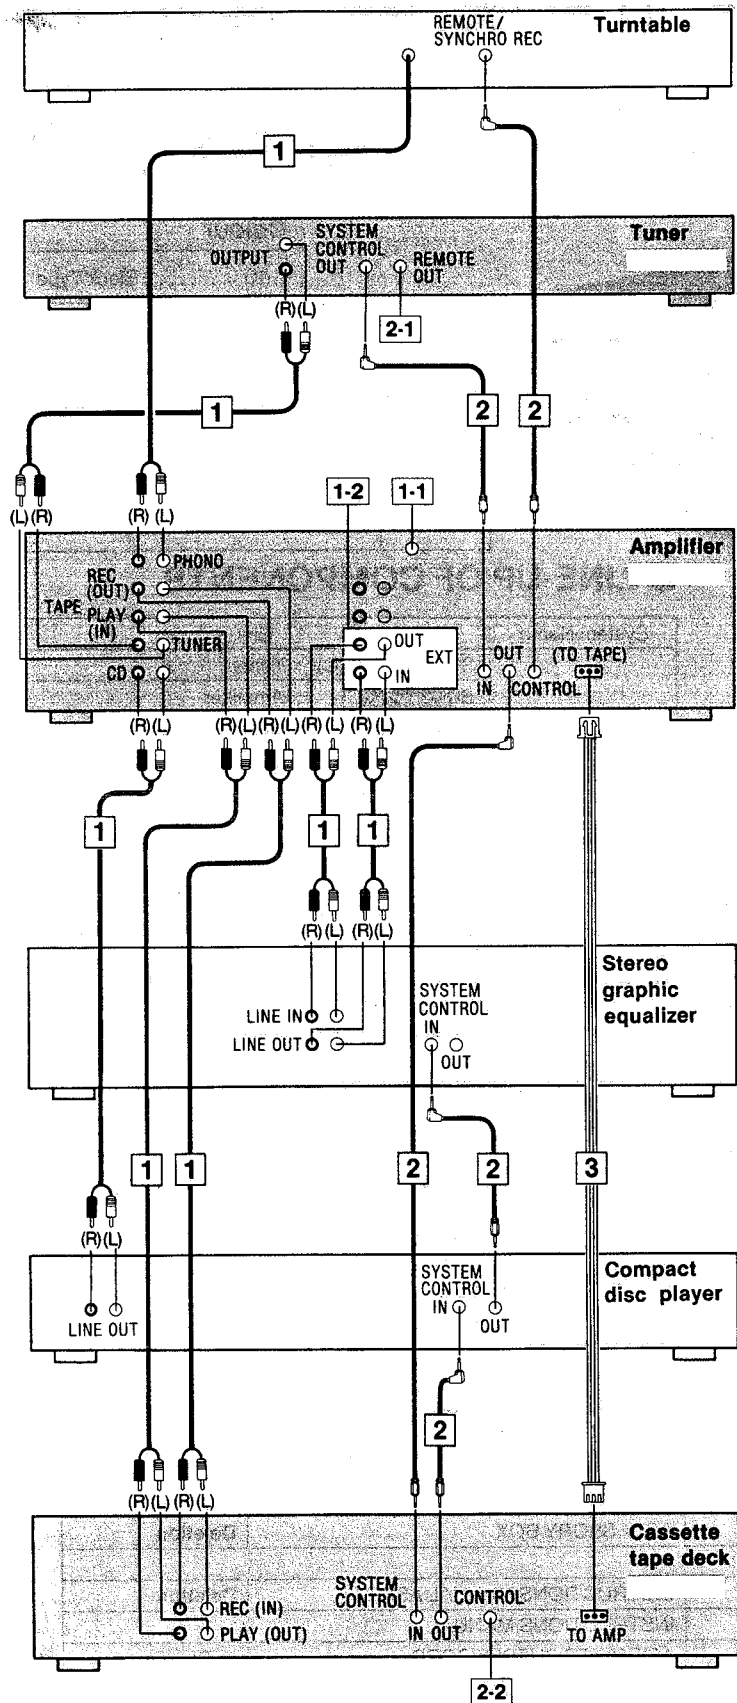 REMOTE/
SYNCHRO REC
Turntable
1
SYSTEM
CONTROL
OUT
OUTPUT
REMOTE
OUT
Tuner
(R) (L)
2-1
1
2
2
(L) (R)
(R) (L)
1-2
1-1
Amplifier
PHONO
REC
(OUT)
TAPE
PLAY
(IN)
TUNER
CD
OUT
EXT
IN
OUT
(TO TAPE)
IN
CONTROL
(R) (L)
(R) (L)
(R) (L)
(R) (L)
(R) (L)
1
1
1
(R) (L)
(R) (L)
Stereo
graphic
equalizer
LINE IN
LINE OUT
SYSTEM
CONTROL
IN
OUT
1
1
2
2
3
(R) (L)
Compact
disc player
SYSTEM
CONTROL
IN
OUT
LINE OUT
2
(R) (L) (R) (L)
Cassette
tape deck
REC (IN)
PLAY (OUT)
SYSTEM
CONTROL
IN OUT
CONTROL
TO AMP
2-2